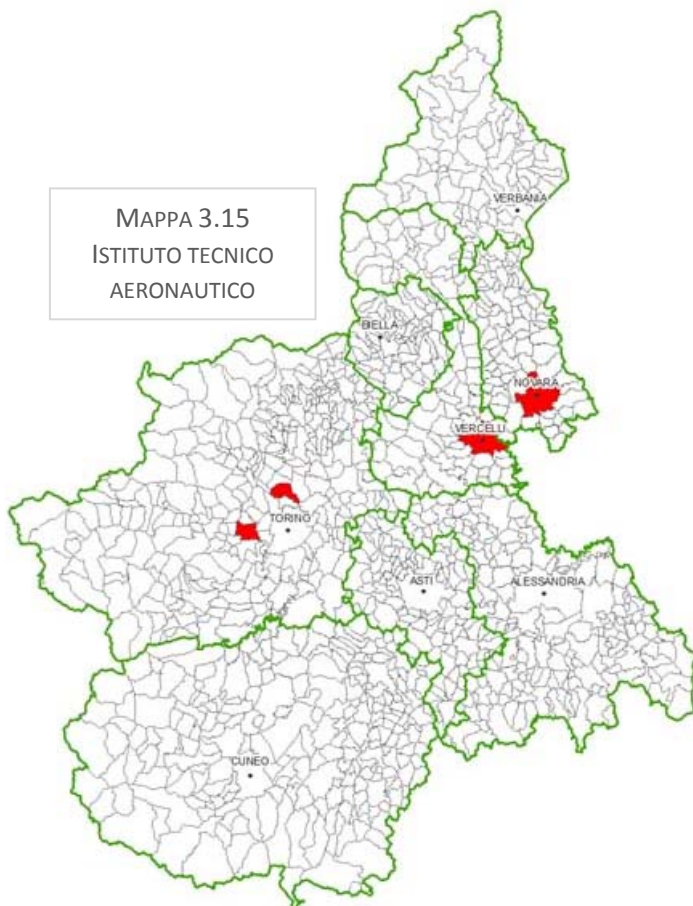 MAPPA 3.15
ISTITUTO TECNICO
AERONAUTICO
VERBANIA
BIELLA
NOVARA
VERCELLI
TORINO
ASTI
ALESSANDRIA
CUNEO